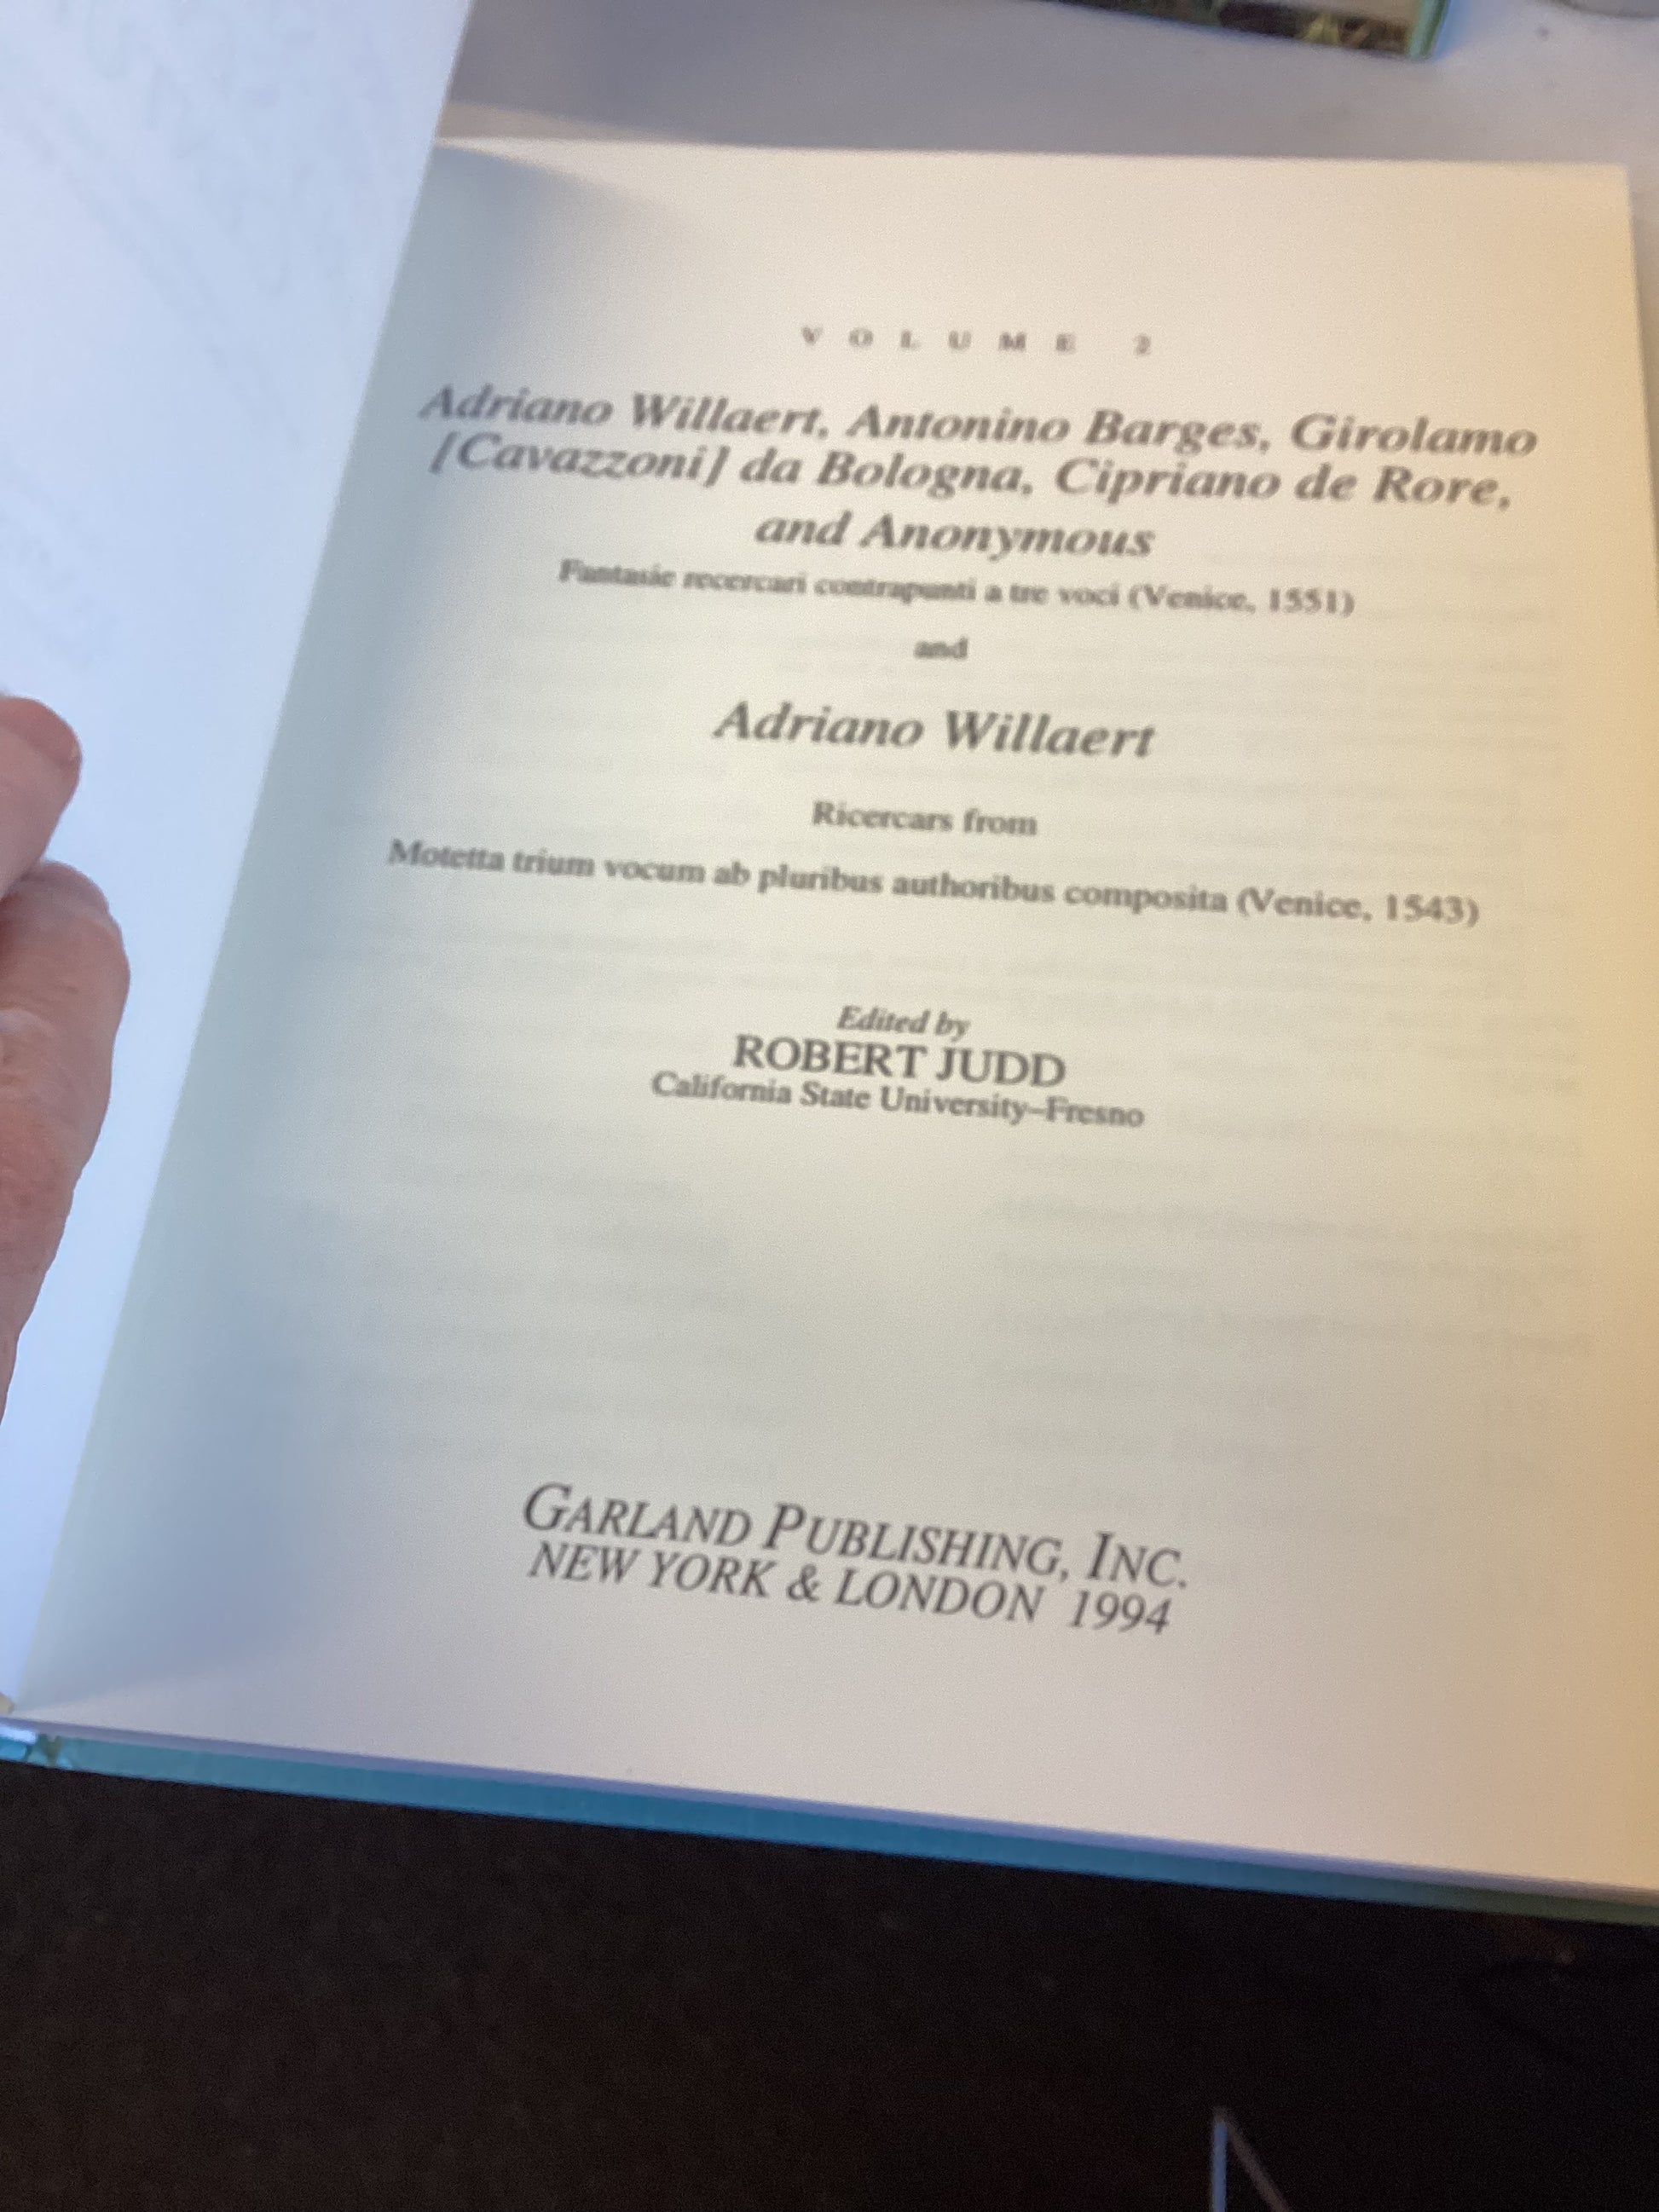 VOLUME 2
Adriano Willaert, Antonino Barges, Girolamo
[Cavazzoni] da Bologna, Cipriano de Rore,
and Anonymous
Fantasie recercari contrapunti a tre voci (Venice, 1551)
and
Adriano Willaert
Ricercars from
Motetta trium vocum ab pluribus authoribus composita (Venice, 1543)
Edited by
ROBERT JUDD
California State University–Fresno
GARLAND PUBLISHING, INC.
NEW YORK & LONDON 1994